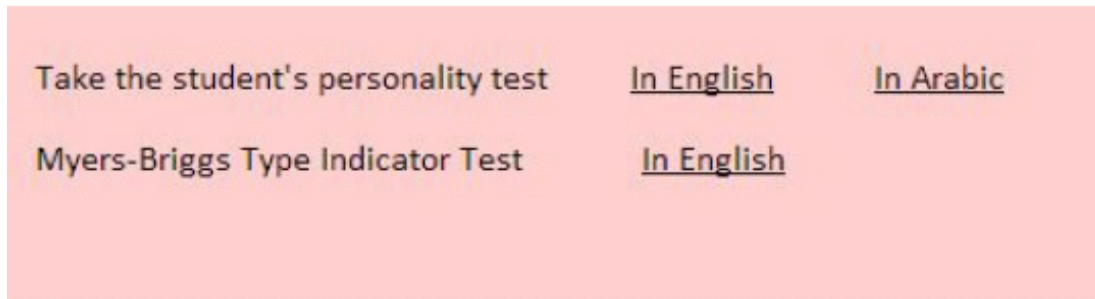 Take the student's personality test In English In Arabic
Myers-Briggs Type Indicator Test In English